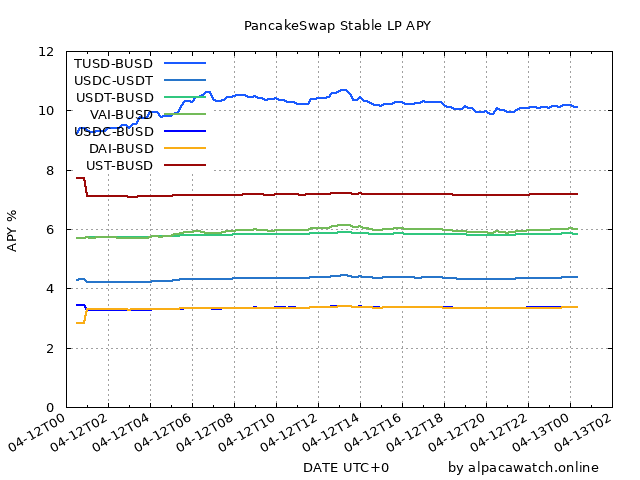 PancakeSwap Stable LP APY
12
10
8
6
4
2
0
APY %
TUSD-BUSD
USDC-USDT
USDT-BUSD
VAI-BUSD
USDC-BUSD
DAI-BUSD
UST-BUSD
04-12T00
04-12T02
04-12T04
04-12T06
04-12T08
04-12T10
04-12T12
04-12T14
04-12T16
04-12T18
04-12T20
04-12T22
04-13T00
04-13T02
DATE UTC+0
by alpacawatch.online